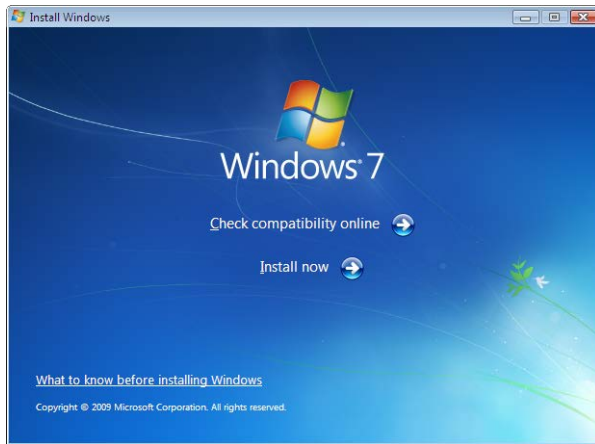 Install Windows
Windows 7
Check compatibility online
Install now
What to know before installing Windows
Copyright © 2009 Microsoft Corporation. All rights reserved.